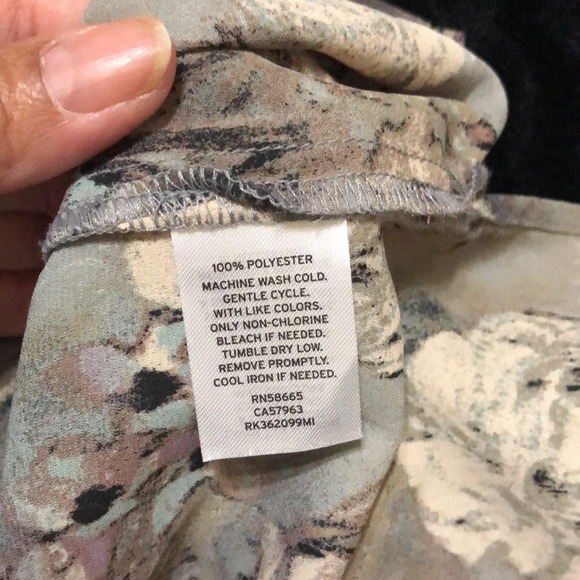 100% POLYESTER
MACHINE WASH COLD.
GENTLE CYCLE.
WITH LIKE COLORS.
ONLY NON-CHLORINE
BLEACH IF NEEDED.
TUMBLE DRY LOW.
REMOVE PROMPTLY.
COOL IRON IF NEEDED.
RN58665
CA57963
RK362099MI